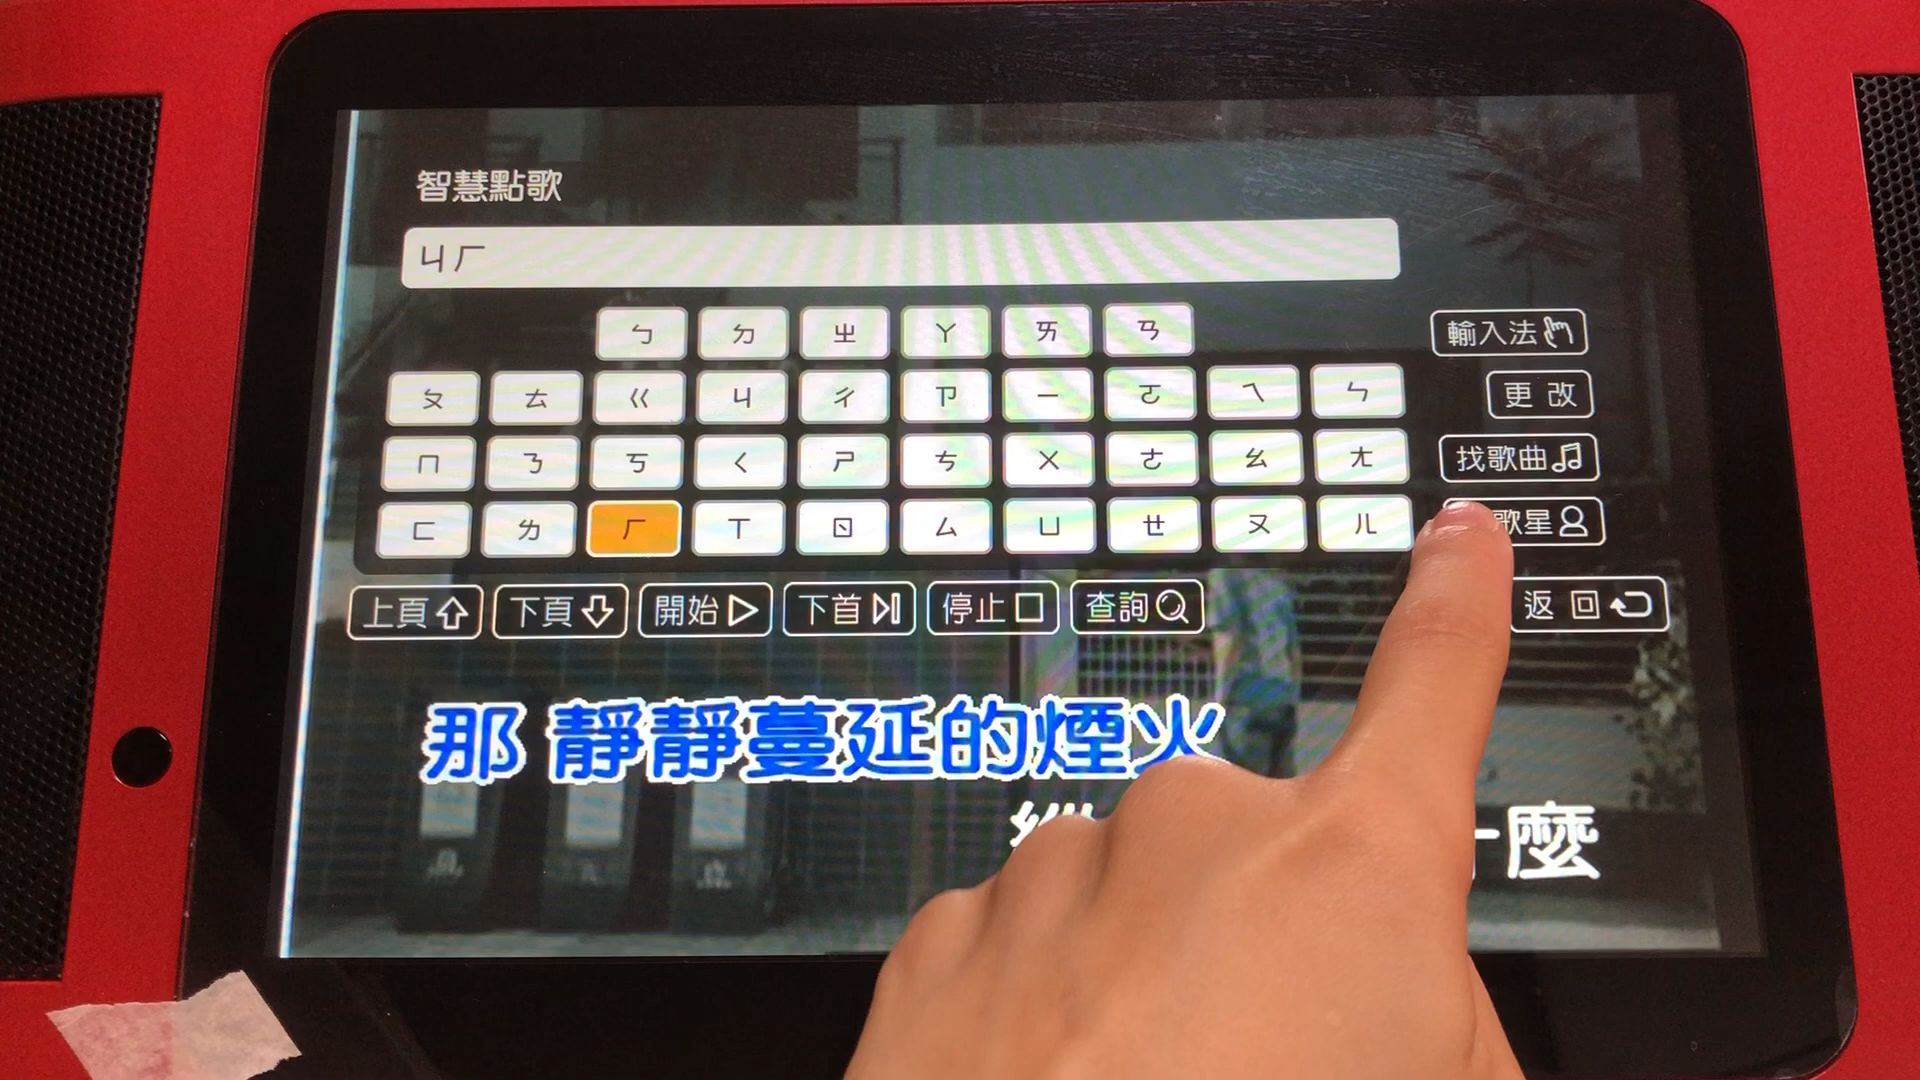 智慧點歌
ㄐㄏ
ㄅ ㄉ ㄓ ㄚ ㄞ ㄢ
輸入法
ㄆ ㄊ ㄍ ㄐ ㄔ ㄗ ㄧ ㄛ ㄟ ㄣ
更 改
ㄇ ㄋ ㄎ ㄑ ㄕ ㄘ ㄨ ㄜ ㄠ ㄤ
找歌曲
ㄈ ㄌ ㄏ ㄒ ㄖ ㄙ ㄩ ㄝ ㄡ ㄦ
歌星
上頁 下頁 開始 下首 停止 查詢 返 回
那 靜靜蔓延的煙火
麼